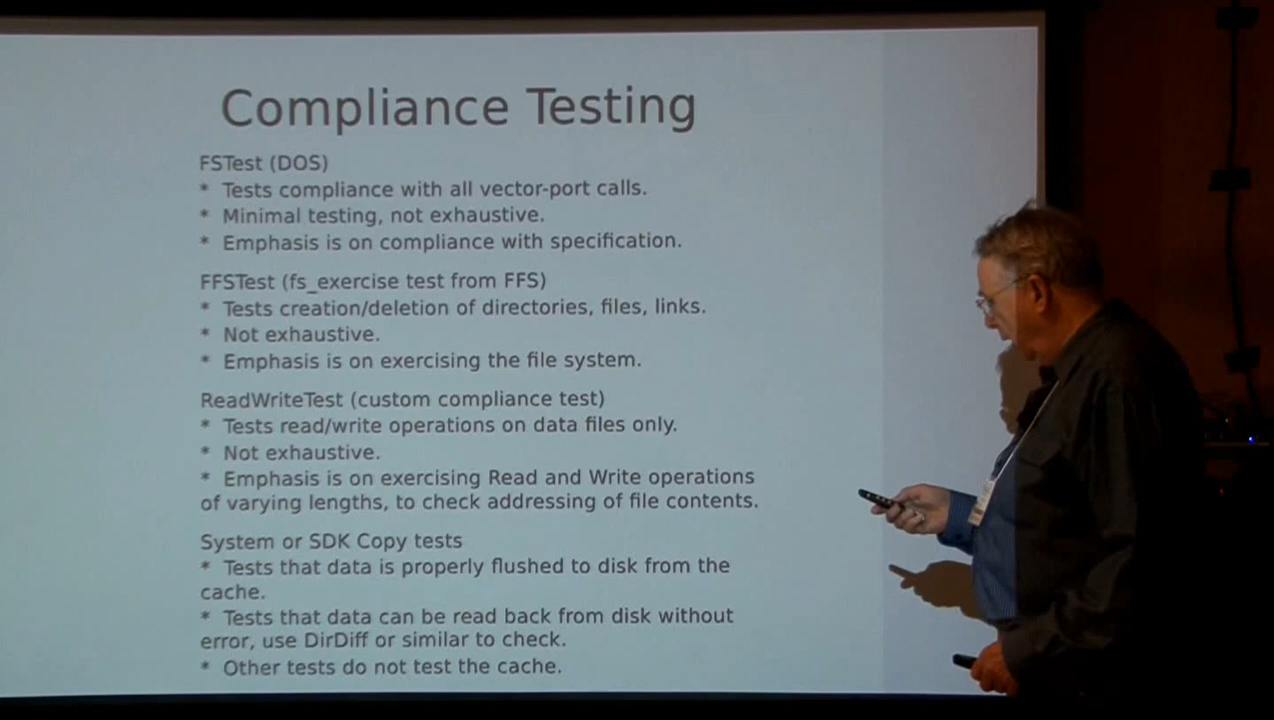 Compliance Testing
FSTest (DOS)
* Tests compliance with all vector-port calls.
* Minimal testing, not exhaustive.
* Emphasis is on compliance with specification.
FFSTest (fs_exercise test from FFS)
* Tests creation/deletion of directories, files, links.
* Not exhaustive.
* Emphasis is on exercising the file system.
ReadWriteTest (custom compliance test)
* Tests read/write operations on data files only.
* Not exhaustive.
* Emphasis is on exercising Read and Write operations
of varying lengths, to check addressing of file contents.
System or SDK Copy tests
* Tests that data is properly flushed to disk from the
cache.
* Tests that data can be read back from disk without
error, use DirDiff or similar to check.
* Other tests do not test the cache.